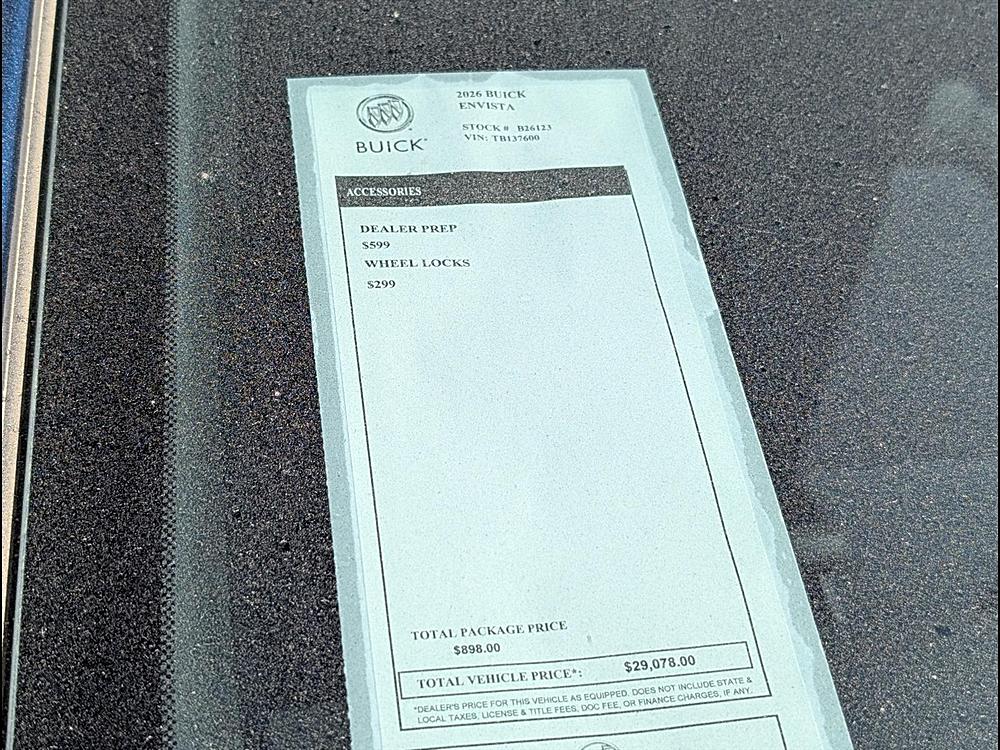 2026 BUICK
ENVISTA
STOCK # B26123
VIN: TB137600
BUICK
ACCESSORIES
DEALER PREP
$599
WHEEL LOCKS
$299
TOTAL PACKAGE PRICE
$898.00
TOTAL VEHICLE PRICE*: $29,078.00
*DEALER'S PRICE FOR THIS VEHICLE AS EQUIPPED. DOES NOT INCLUDE STATE &
LOCAL TAXES, LICENSE & TITLE FEES, DOC FEE, OR FINANCE CHARGES, IF ANY.